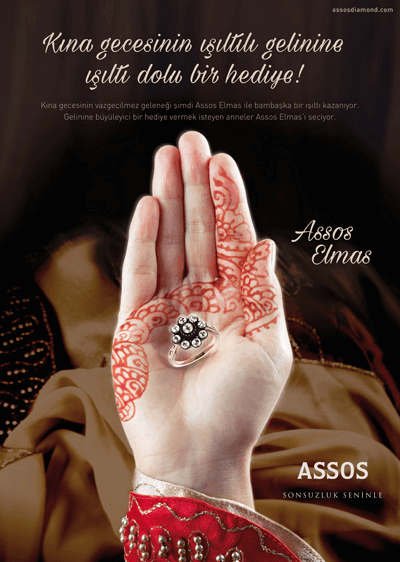 assosdiamond.com
Kına gecesinin ışıltılı gelinine
ışıltı dolu bir hediye!
Kına gecesinin vazgeçilmez geleneği şimdi Assos Elmas ile bambaşka bir ışıltı kazanıyor.
Gelinine büyüleyici bir hediye vermek isteyen anneler Assos Elmas'ı seçiyor.
Assos
Elmas
ASSOS
SONSUZLUK SENİNLE